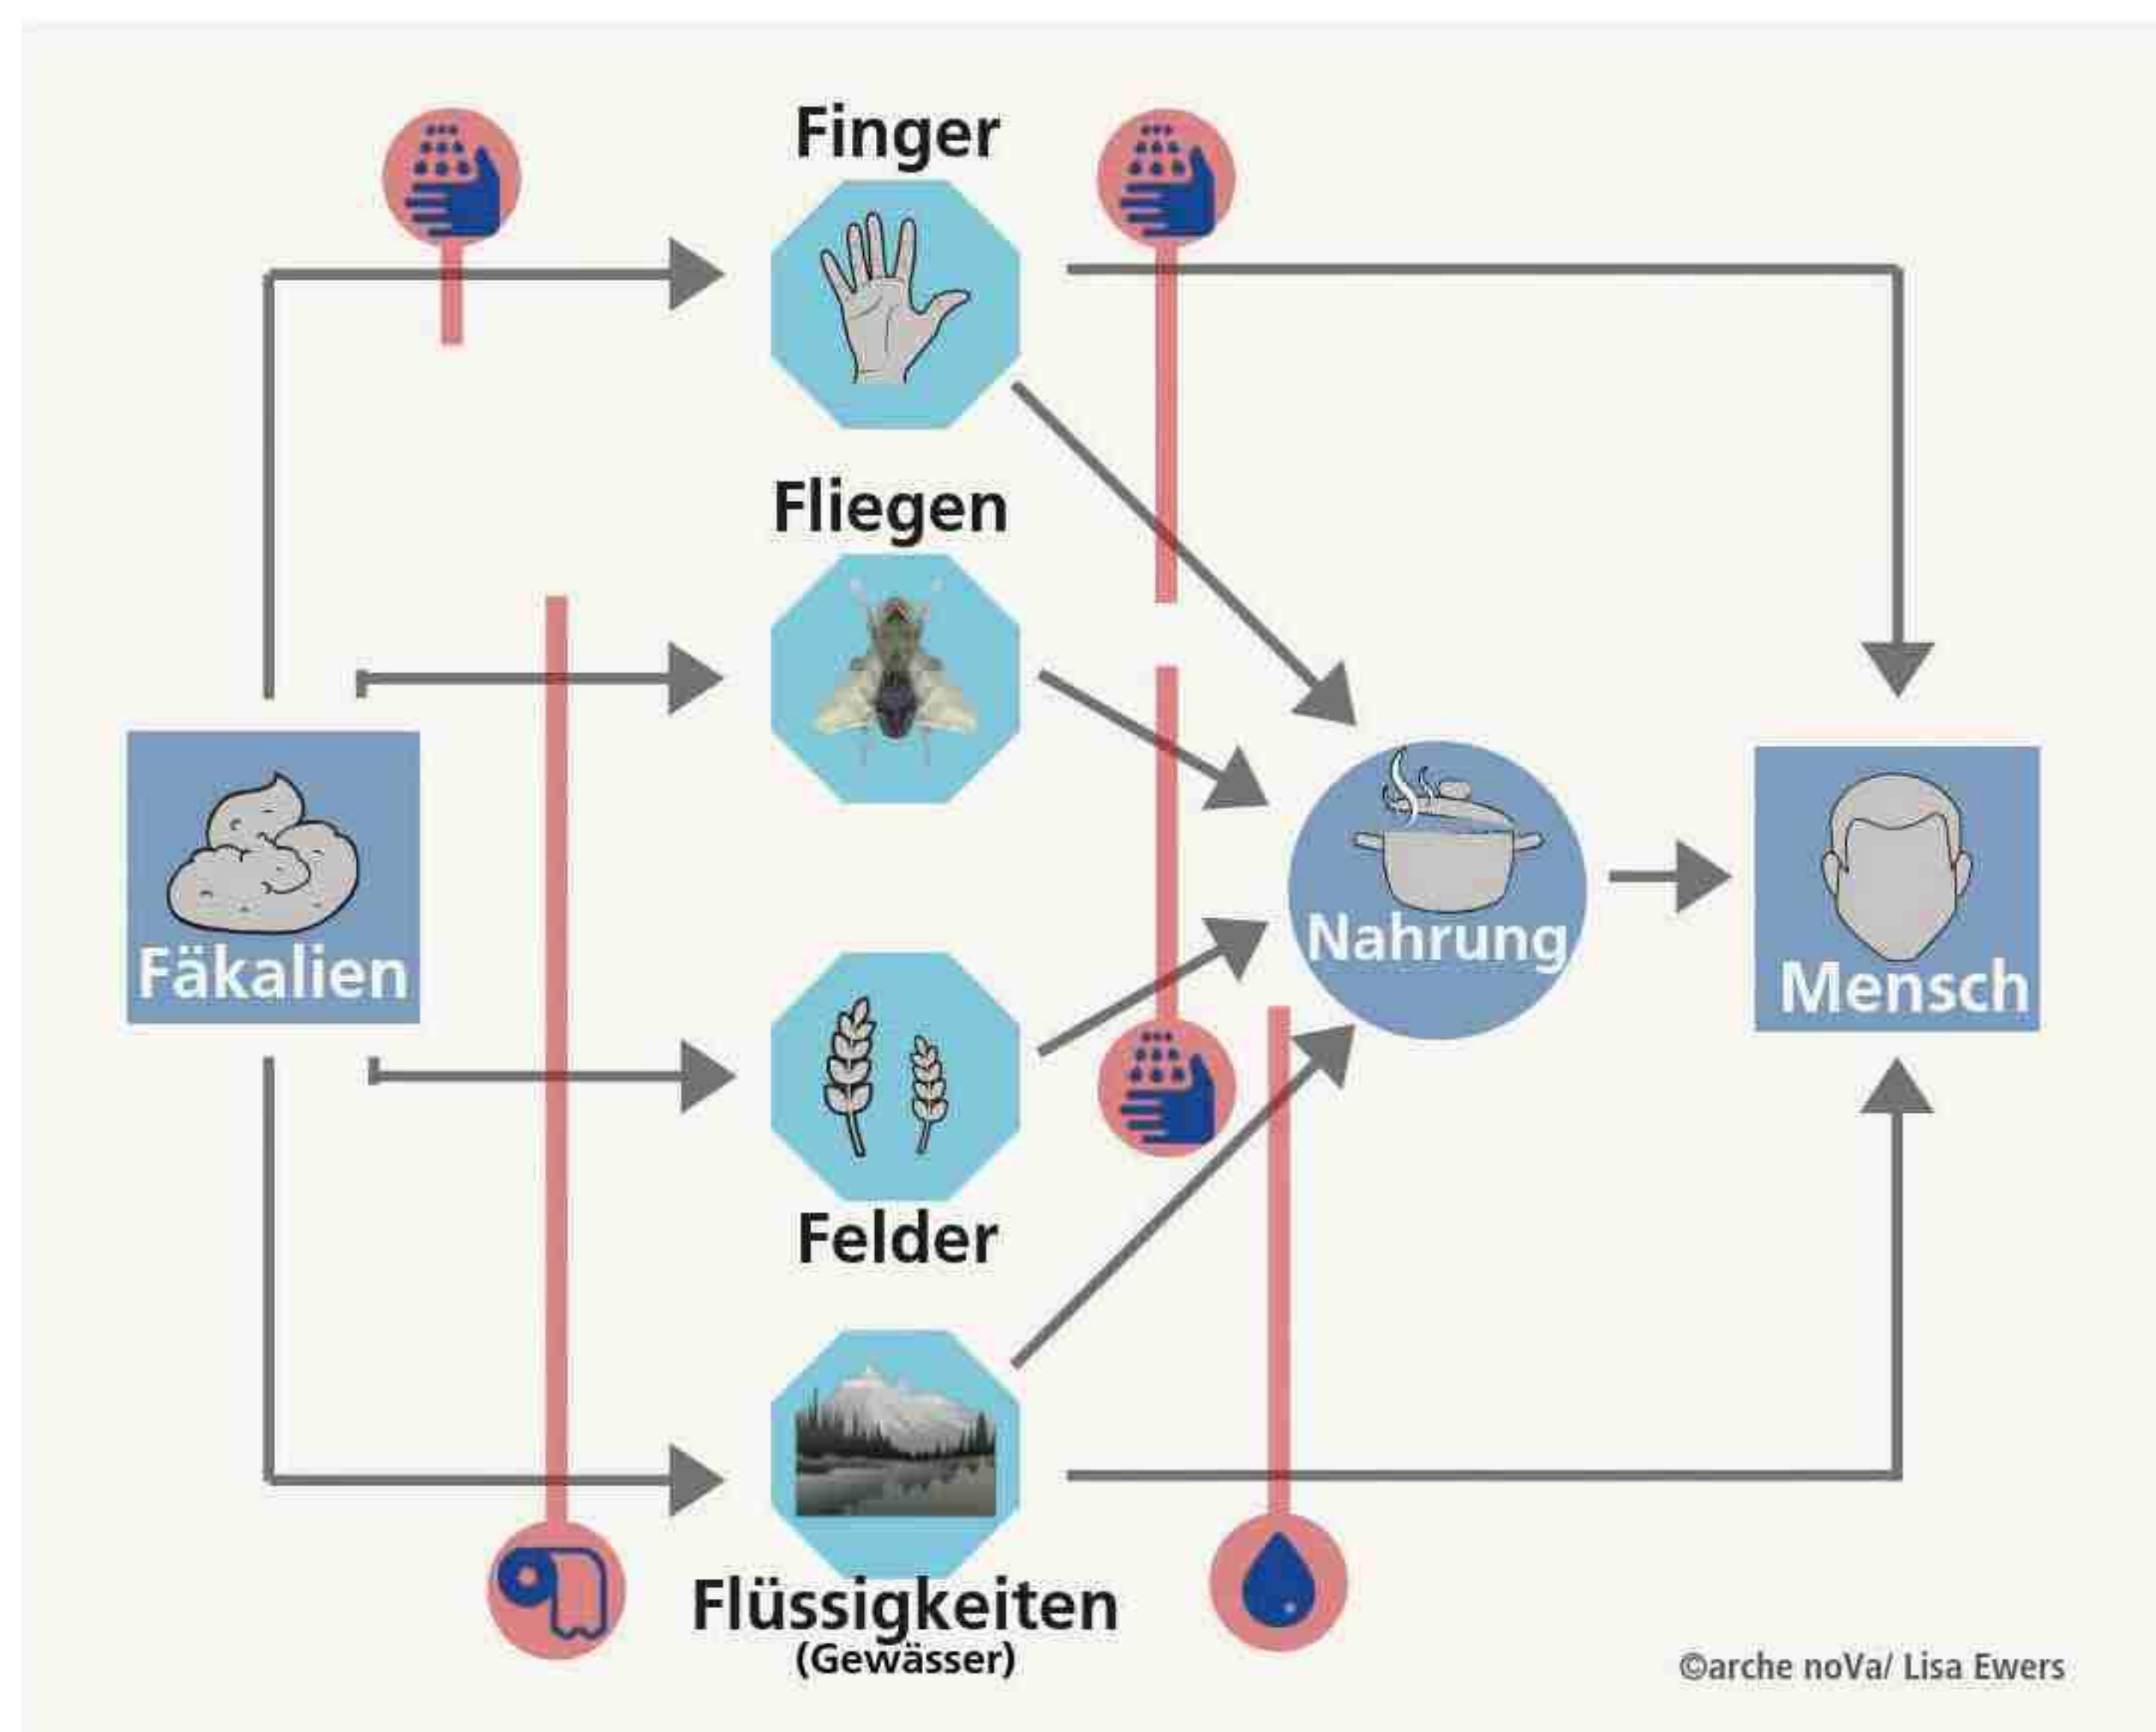 Finger
Fliegen
Fäkalien
Nahrung
Mensch
Felder
Flüssigkeiten
(Gewässer)
©arche noVa/ Lisa Ewers